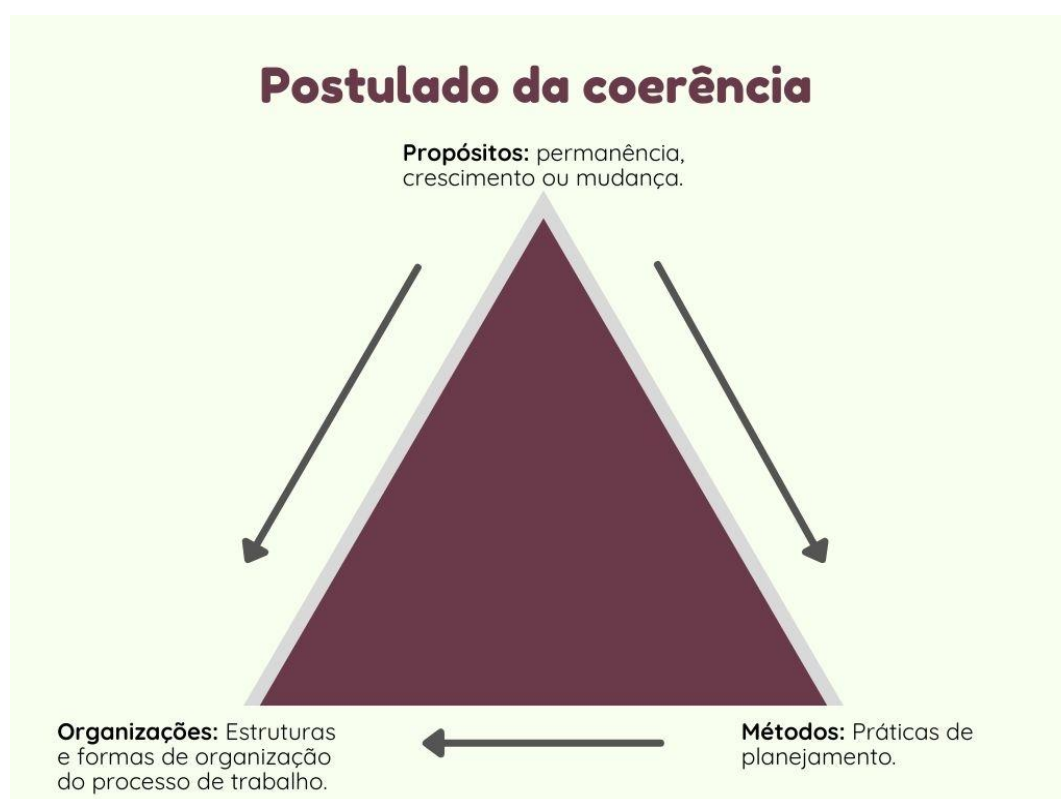 Postulado da coerência
Propósitos: permanência,
crescimento ou mudança.
Organizações: Estruturas
e formas de organização
do processo de trabalho.
Métodos: Práticas de
planejamento.